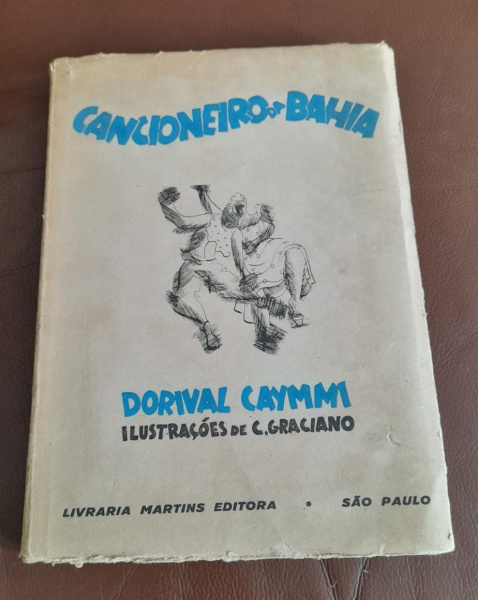 CANCIONEIRO DA BAHIA
DORIVAL CAYMMI
ILUSTRAÇÕES DE C. GRACIANO
LIVRARIA MARTINS EDITORA • SÃO PAULO